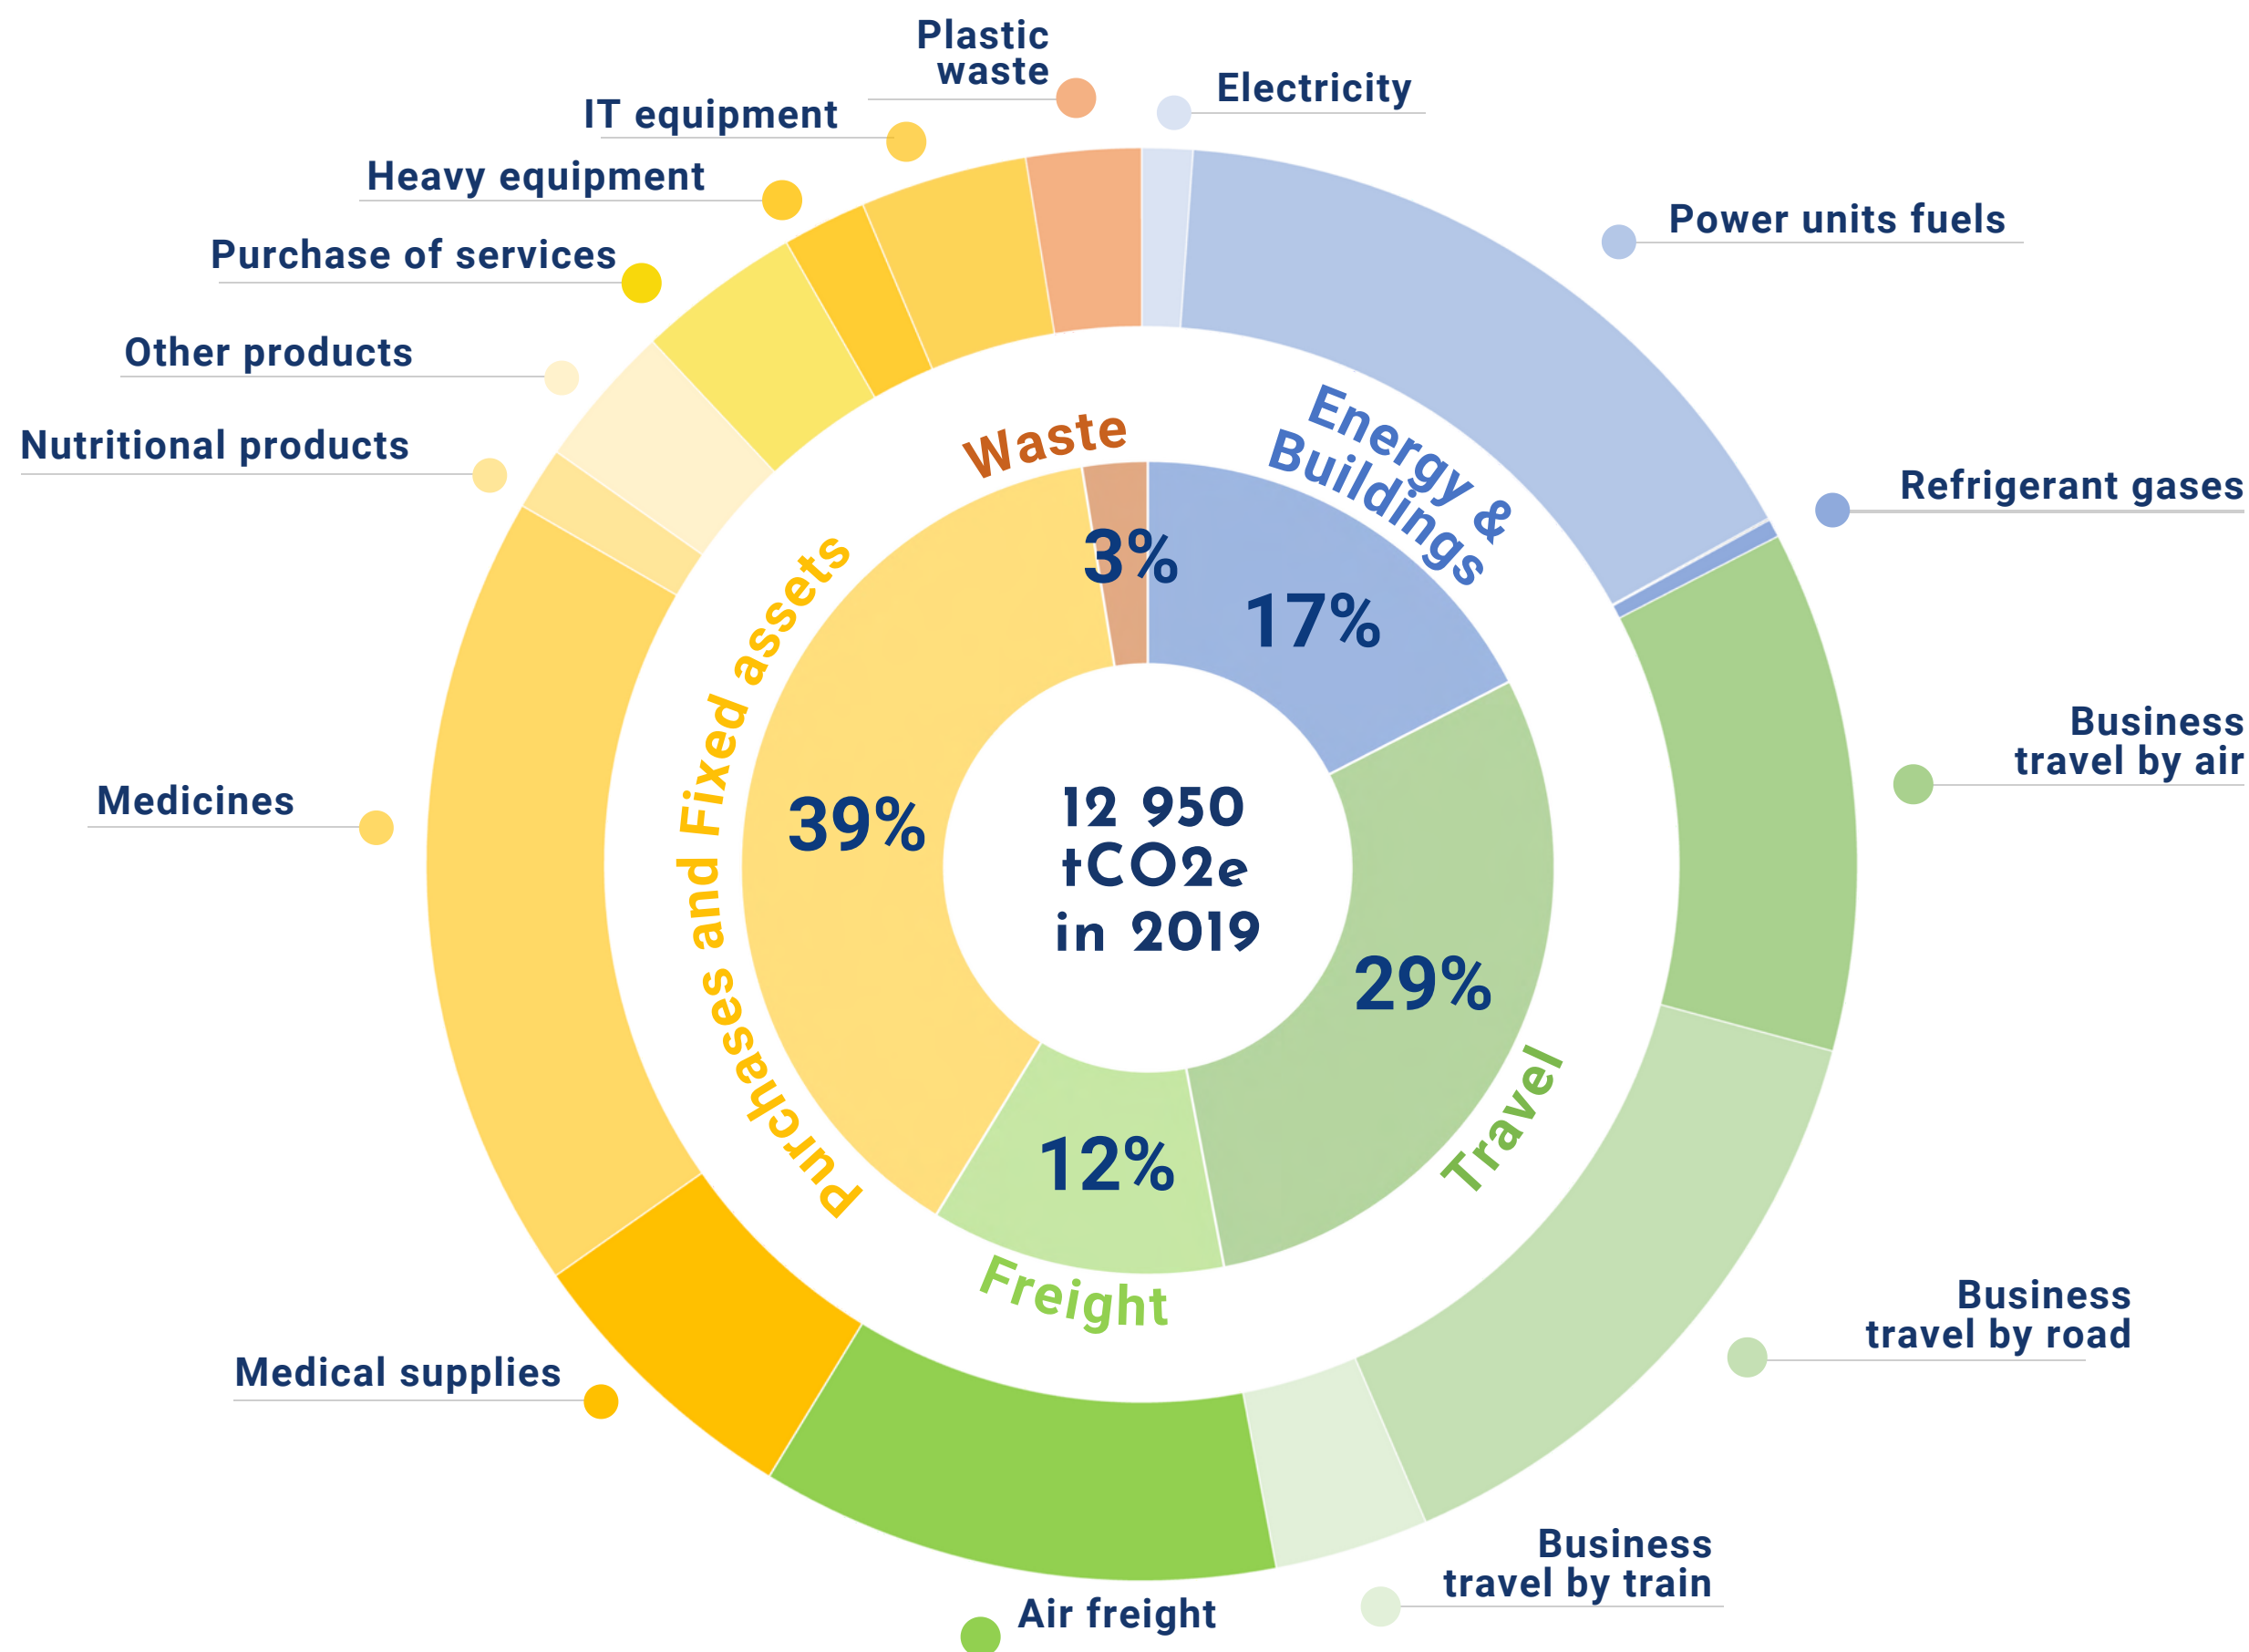 Plastic
waste
Electricity
IT equipment
Heavy equipment
Power units fuels
Purchase of services
Other products
Nutritional products
Refrigerant gases
Waste
Energy &
Buildings
3%
17%
Purchases and Fixed assets
Business
travel by air
Medicines
39%
12 950
tCO2e
in 2019
29%
Travel
12%
Freight
Business
travel by road
Medical supplies
Business
travel by train
Air freight